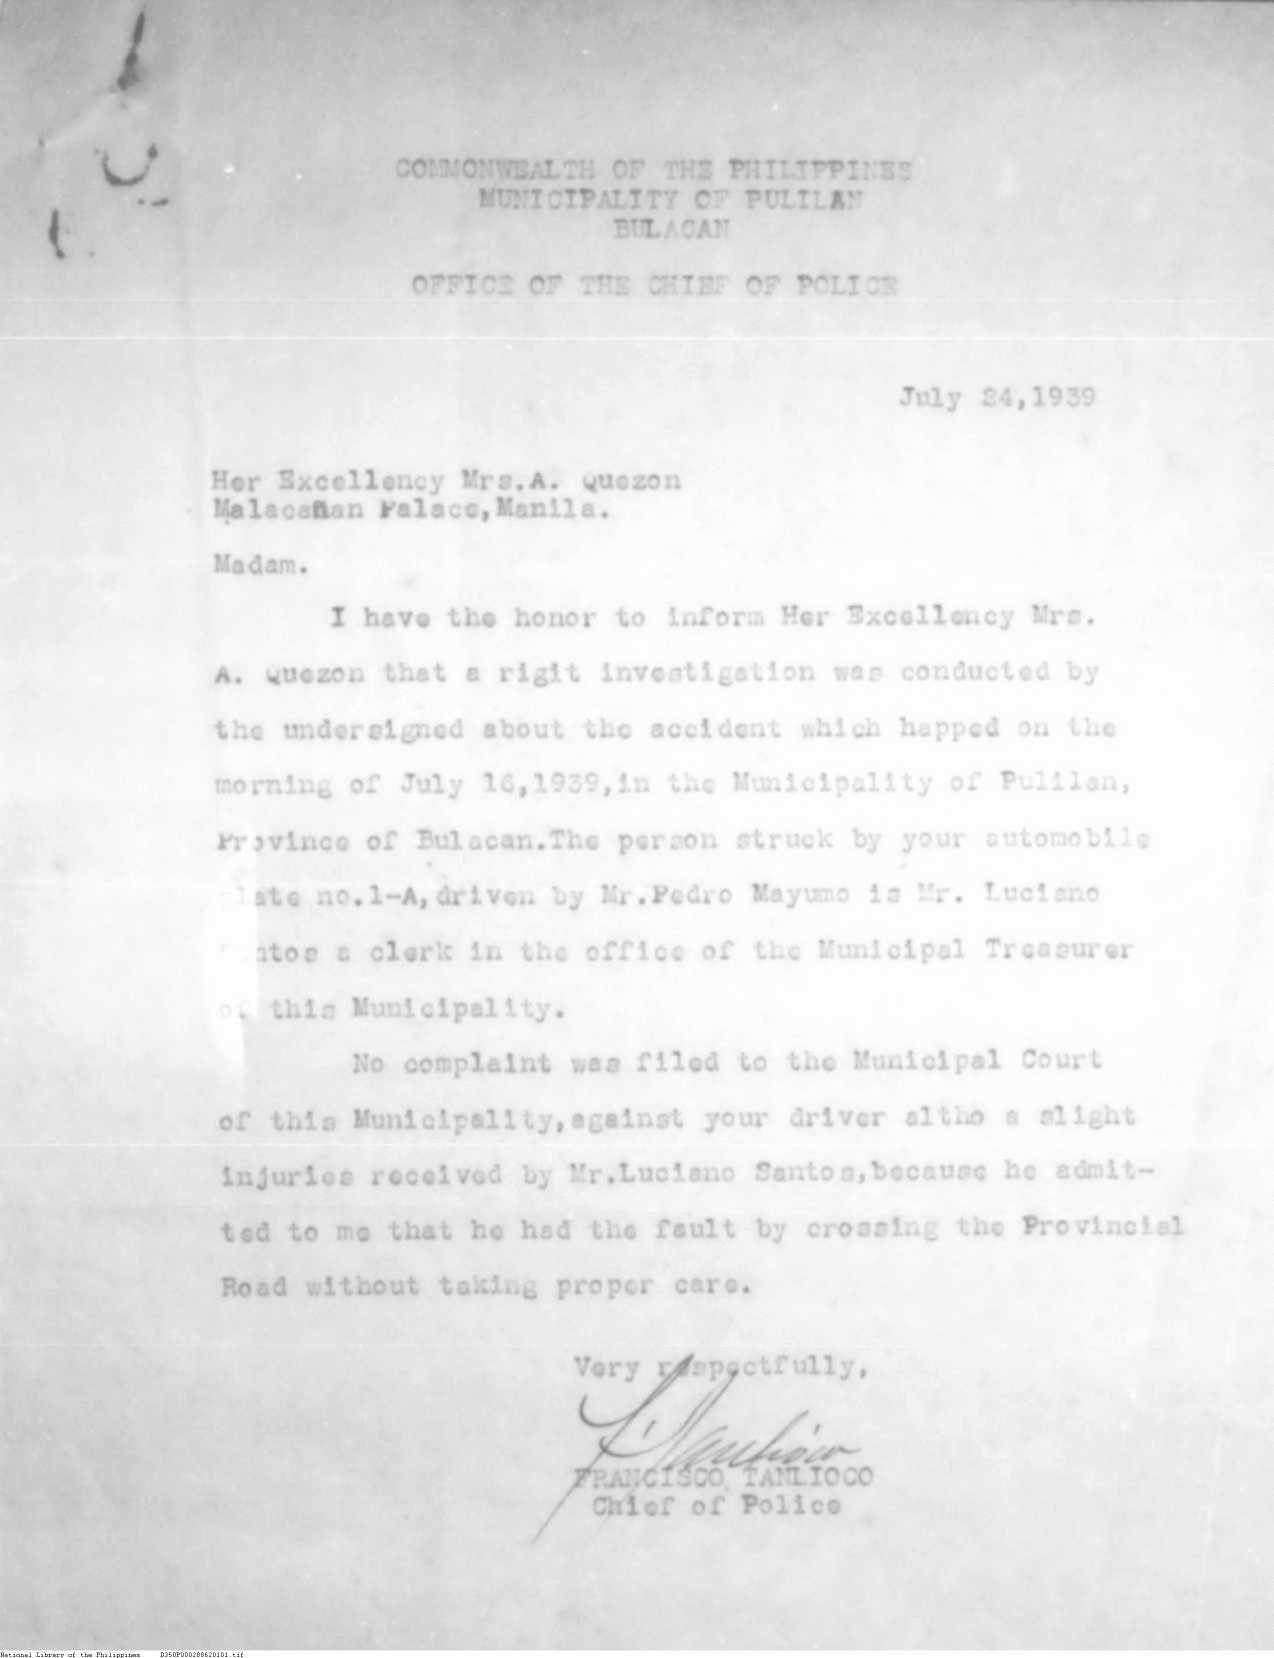 COMMONWEALTH OF THE PHILIPPINES
MUNICIPALITY OF PULILAN
BULACAN
OFFICE OF THE CHIEF OF POLICE
July 24,1939
Her Excellency Mrs.A. Quezon
Malacañan Palace,Manila.
Madam.
I have the honor to inform Her Excellency Mrs.
A. Quezon that a rigit investigation was conducted by
the undersigned about the accident which happed on the
morning of July 16,1939,in the Municipality of Pulilan,
Province of Bulacan.The person struck by your automobile
late no.1-A,driven by Mr.Pedro Mayumo is Mr. Luciano
ntos a clerk in the office of the Municipal Treasurer
of this Municipality.
No complaint was filed to the Municipal Court
of this Municipality,against your driver altho a slight
injuries received by Mr.Luciano Santos,because he admit-
ted to me that he had the fault by crossing the Provincial
Road without taking proper care.
Very respectfully,
F. Tanlioco
FRANCISCO TANLIOCO
Chief of Police
National Library of the Philippines D350P000288620101.tif